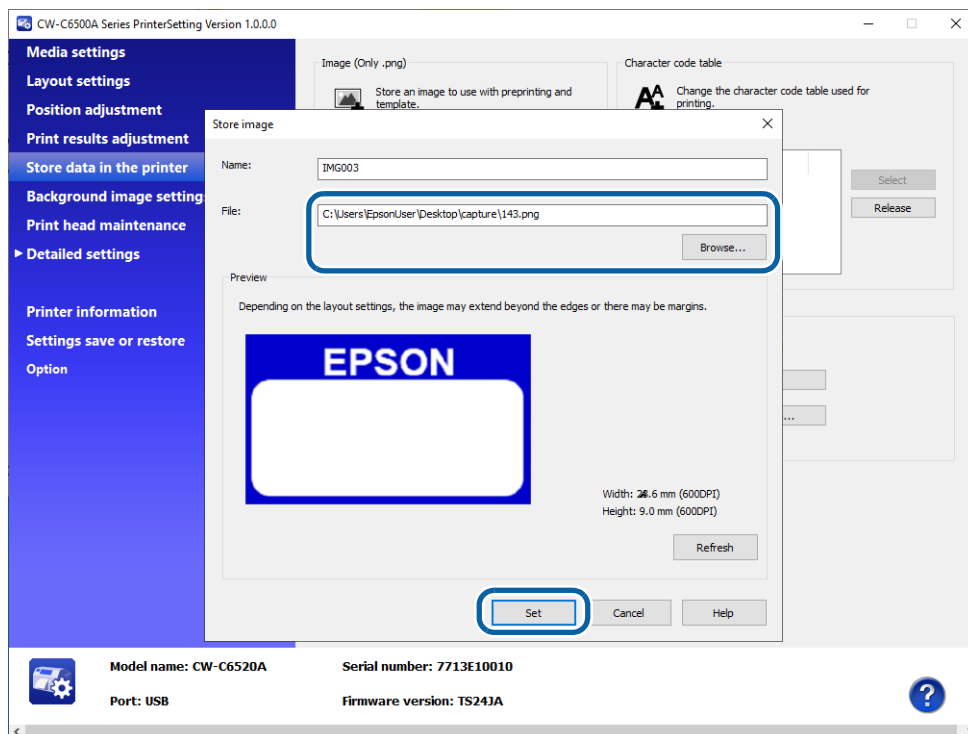 CW-C6500A Series PrinterSetting Version 1.0.0.0
Media settings
Layout settings
Position adjustment
Print results adjustment
Store data in the printer
Background image setting
Print head maintenance
Detailed settings
Printer information
Settings save or restore
Option
Image (Only .png)
Store an image to use with preprinting and
template.
Character code table
Change the character code table used for
printing.
Select
Release
...
Store image
Name:
IMG003
File:
C:\Users\EpsonUser\Desktop\capture\143.png
Browse...
Preview
Depending on the layout settings, the image may extend beyond the edges or there may be margins.
EPSON
Width: .6 mm (600DPI)
Height: 9.0 mm (600DPI)
Refresh
Set
Cancel
Help
Model name: CW-C6520A
Serial number: 7713E10010
Port: USB
Firmware version: TS24JA
?